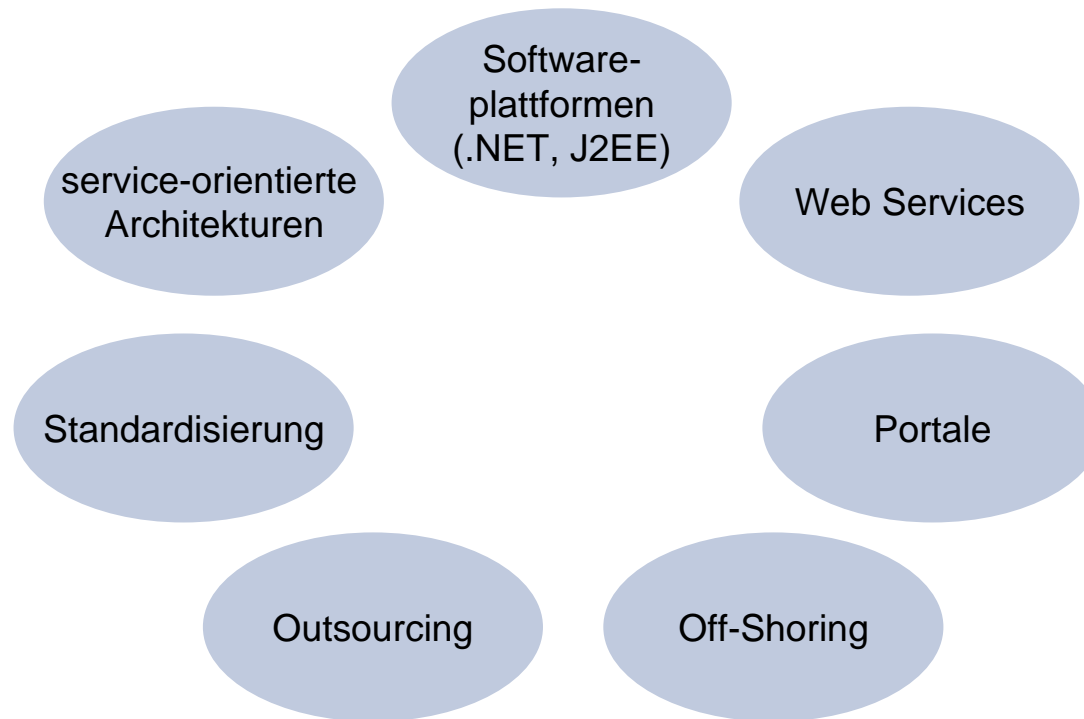 Software-
plattformen
(.NET, J2EE)
service-orientierte
Architekturen
Web Services
Standardisierung
Portale
Outsourcing
Off-Shoring